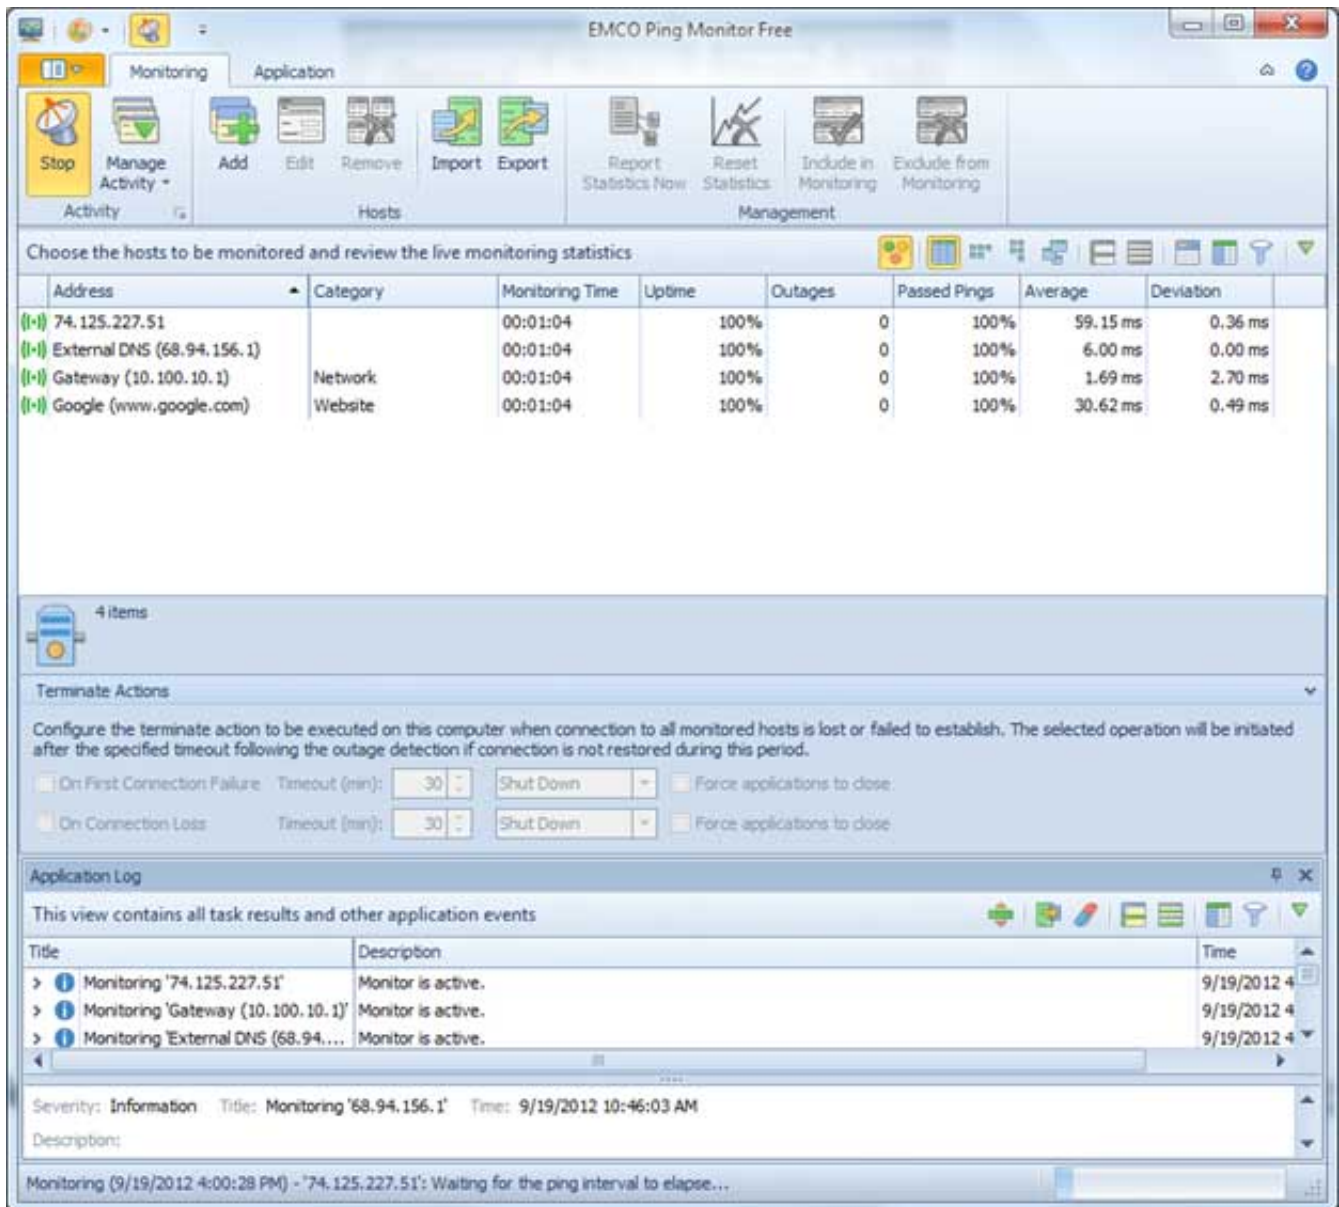 EMCO Ping Monitor Free
Monitoring Application
Stop
Manage Activity
Add
Edit
Remove
Import
Export
Report Statistics Now
Reset Statistics
Include in Monitoring
Exclude from Monitoring
Activity
Hosts
Management
Choose the hosts to be monitored and review the live monitoring statistics
Address Category Monitoring Time Uptime Outages Passed Pings Average Deviation
74.125.227.51 00:01:04 100% 0 100% 59.15 ms 0.36 ms
External DNS (68.94.156.1) 00:01:04 100% 0 100% 6.00 ms 0.00 ms
Gateway (10.100.10.1) Network 00:01:04 100% 0 100% 1.69 ms 2.70 ms
Google (www.google.com) Website 00:01:04 100% 0 100% 30.62 ms 0.49 ms
4 items
Terminate Actions
Configure the terminate action to be executed on this computer when connection to all monitored hosts is lost or failed to establish. The selected operation will be initiated
after the specified timeout following the outage detection if connection is not restored during this period.
On First Connection Failure Timeout (min): 30 Shut Down Force applications to close
On Connection Loss Timeout (min): 30 Shut Down Force applications to close
Application Log
This view contains all task results and other application events
Title Description Time
Monitoring '74.125.227.51' Monitor is active. 9/19/2012 4
Monitoring 'Gateway (10.100.10.1)' Monitor is active. 9/19/2012 4
Monitoring 'External DNS (68.94.... Monitor is active. 9/19/2012 4
Severity: Information Title: Monitoring '68.94.156.1' Time: 9/19/2012 10:46:03 AM
Description:
Monitoring (9/19/2012 4:00:28 PM) - '74.125.227.51': Waiting for the ping interval to elapse...